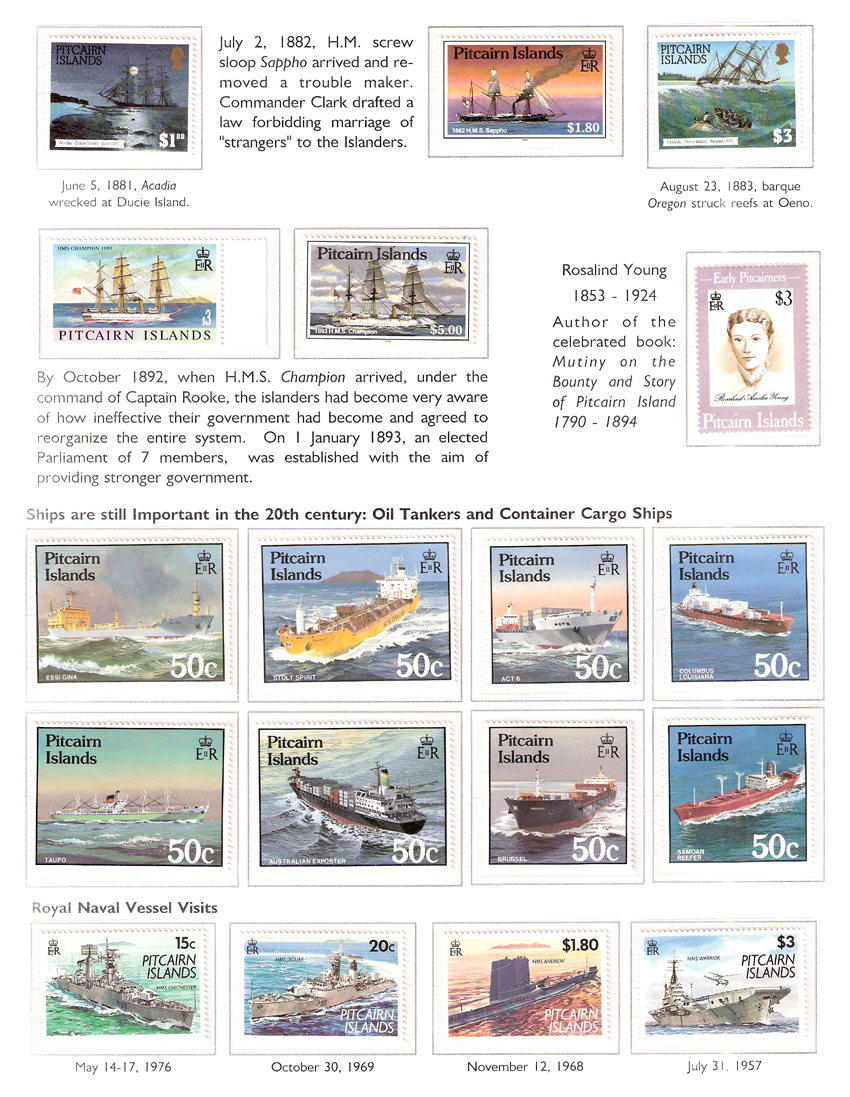 PITCAIRN
ISLANDS
Acadia - Ducie Island - June 1881
$1.80
July 2, 1882, H.M. screw
sloop Sappho arrived and re-
moved a trouble maker.
Commander Clark drafted a
law forbidding marriage of
"strangers" to the Islanders.
Pitcairn Islands
EIIR
1882 H.M.S. Sappho
$1.80
PITCAIRN
ISLANDS
Oregon - Oeno Island - August 1883
$3
June 5, 1881, Acadia
wrecked at Ducie Island.
August 23, 1883, barque
Oregon struck reefs at Oeno.
HMS CHAMPION 1893
EIIR
$3
PITCAIRN ISLANDS
Pitcairn Islands
EIIR
1893 H.M.S. Champion
$5.00
Rosalind Young
1853 - 1924
Author of the
celebrated book:
Mutiny on the
Bounty and Story
of Pitcairn Island
1790 - 1894
Early Pitcairners
EIIR
$3
Rosalind Amelia Young
Pitcairn Islands
By October 1892, when H.M.S. Champion arrived, under the
command of Captain Rooke, the islanders had become very aware
of how ineffective their government had become and agreed to
reorganize the entire system. On 1 January 1893, an elected
Parliament of 7 members, was established with the aim of
providing stronger government.
Ships are still Important in the 20th century: Oil Tankers and Container Cargo Ships
Pitcairn
Islands
EIIR
ESSI GINA
50c
Pitcairn
Islands
EIIR
STOLT SPIRIT
50c
Pitcairn
Islands
EIIR
ACT 6
ACT 6
50c
Pitcairn
Islands
EIIR
COLUMBUS
LOUISIANA
50c
Pitcairn
Islands
EIIR
TAUPO
50c
Pitcairn
Islands
EIIR
AUSTRALIAN EXPORTER
50c
Pitcairn
Islands
EIIR
BRUSSEL
50c
Pitcairn
Islands
EIIR
SAMOAN
REEFER
50c
Royal Naval Vessel Visits
EIIR
15c
PITCAIRN
ISLANDS
HMS CHICHESTER
EIIR
20c
HMS JAGUAR
PITCAIRN
ISLANDS
EIIR
$1.80
HMS ANDREW
PITCAIRN
ISLANDS
EIIR
$3
HMS WARRIOR
PITCAIRN
ISLANDS
May 14-17, 1976
October 30, 1969
November 12, 1968
July 31, 1957